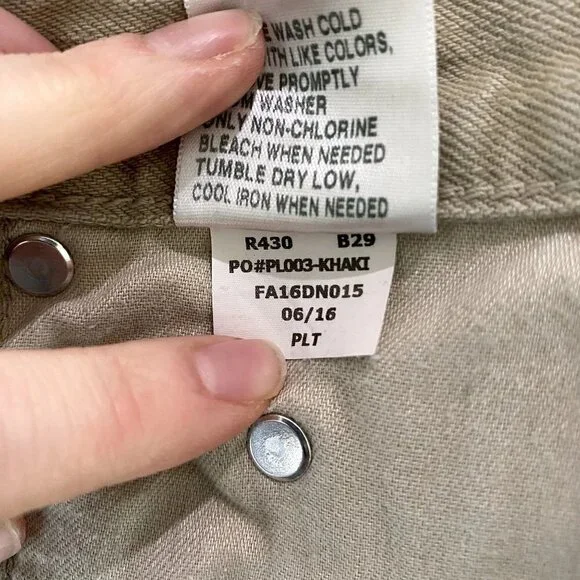 WASH COLD
WITH LIKE COLORS,
PROMPTLY
WASHER
ONLY NON-CHLORINE
BLEACH WHEN NEEDED
TUMBLE DRY LOW,
COOL IRON WHEN NEEDED
R430 B29
PO#PL003-KHAKI
FA16DN015
06/16
PLT